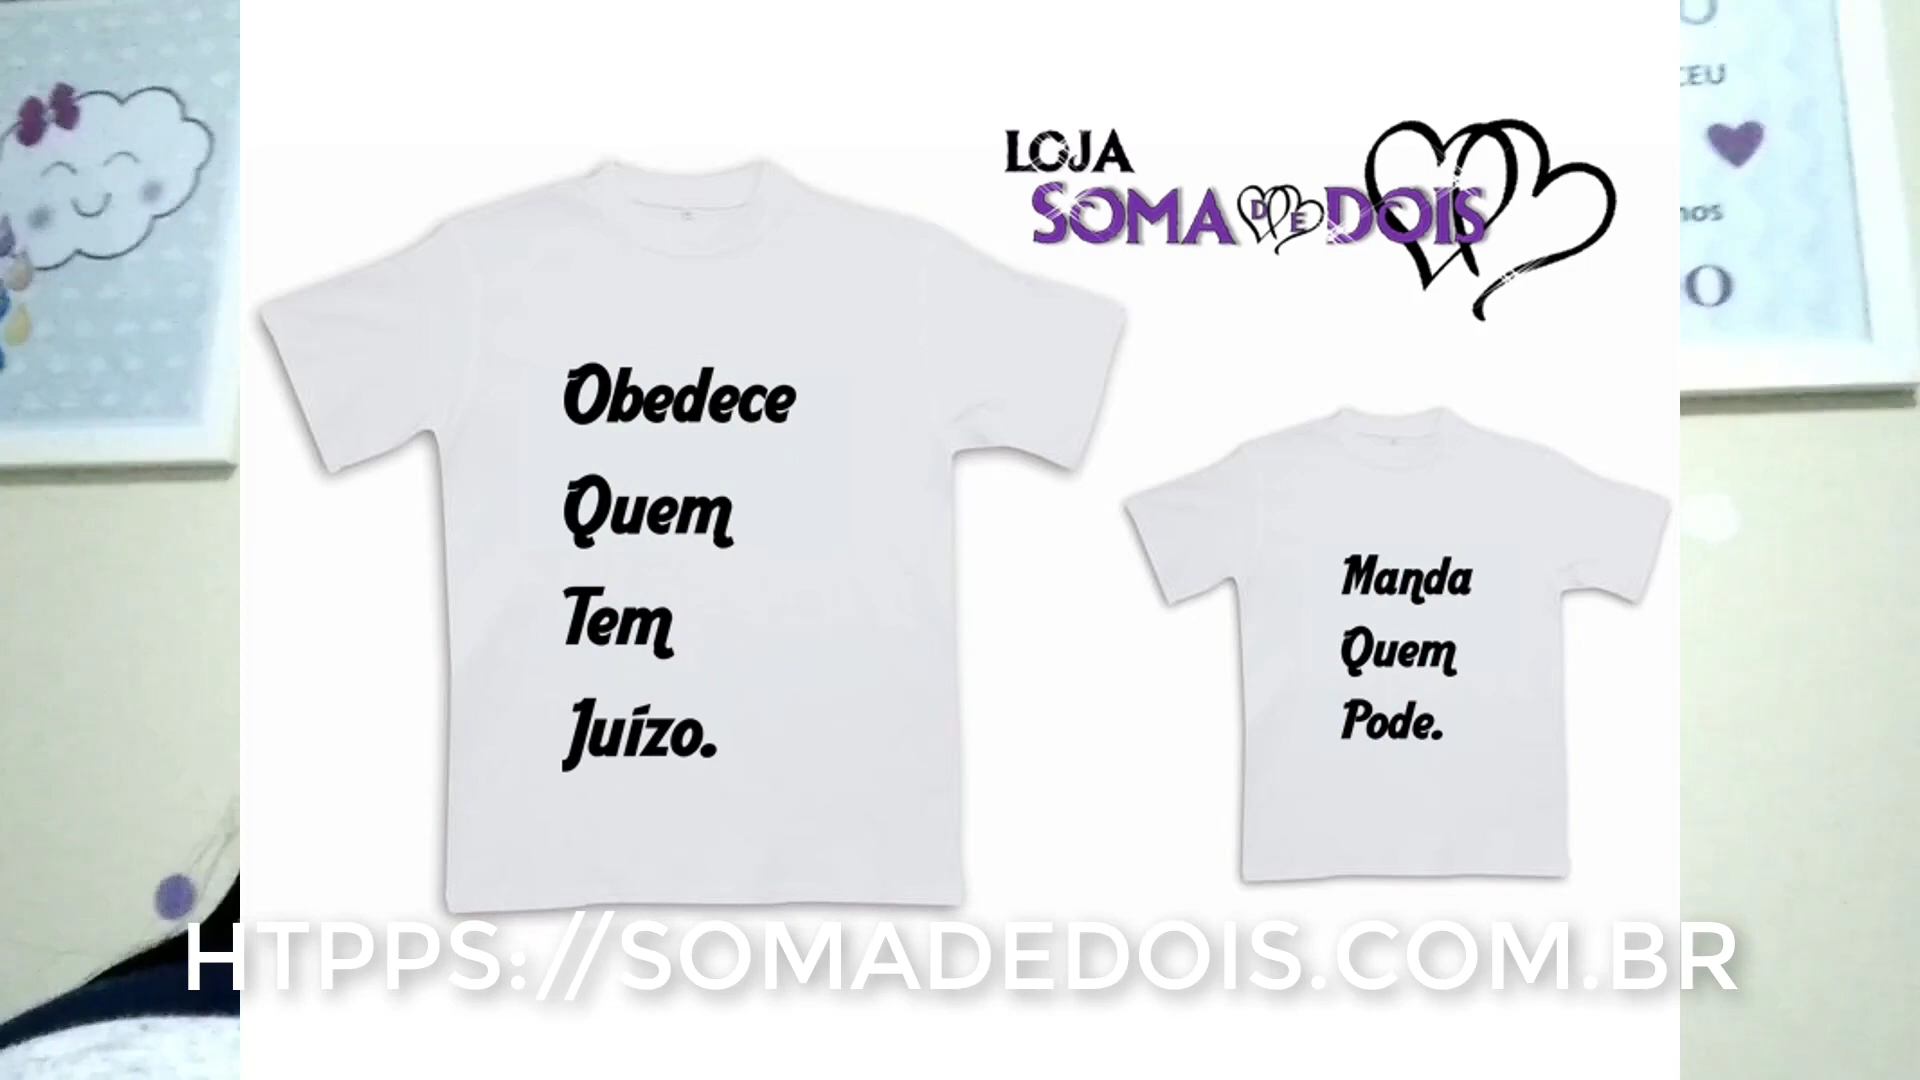 LOJA
SOMA DE DOIS
Obedece
Quem
Tem
Juízo.
Manda
Quem
Pode.
HTPPS://SOMADEDOIS.COM.BR